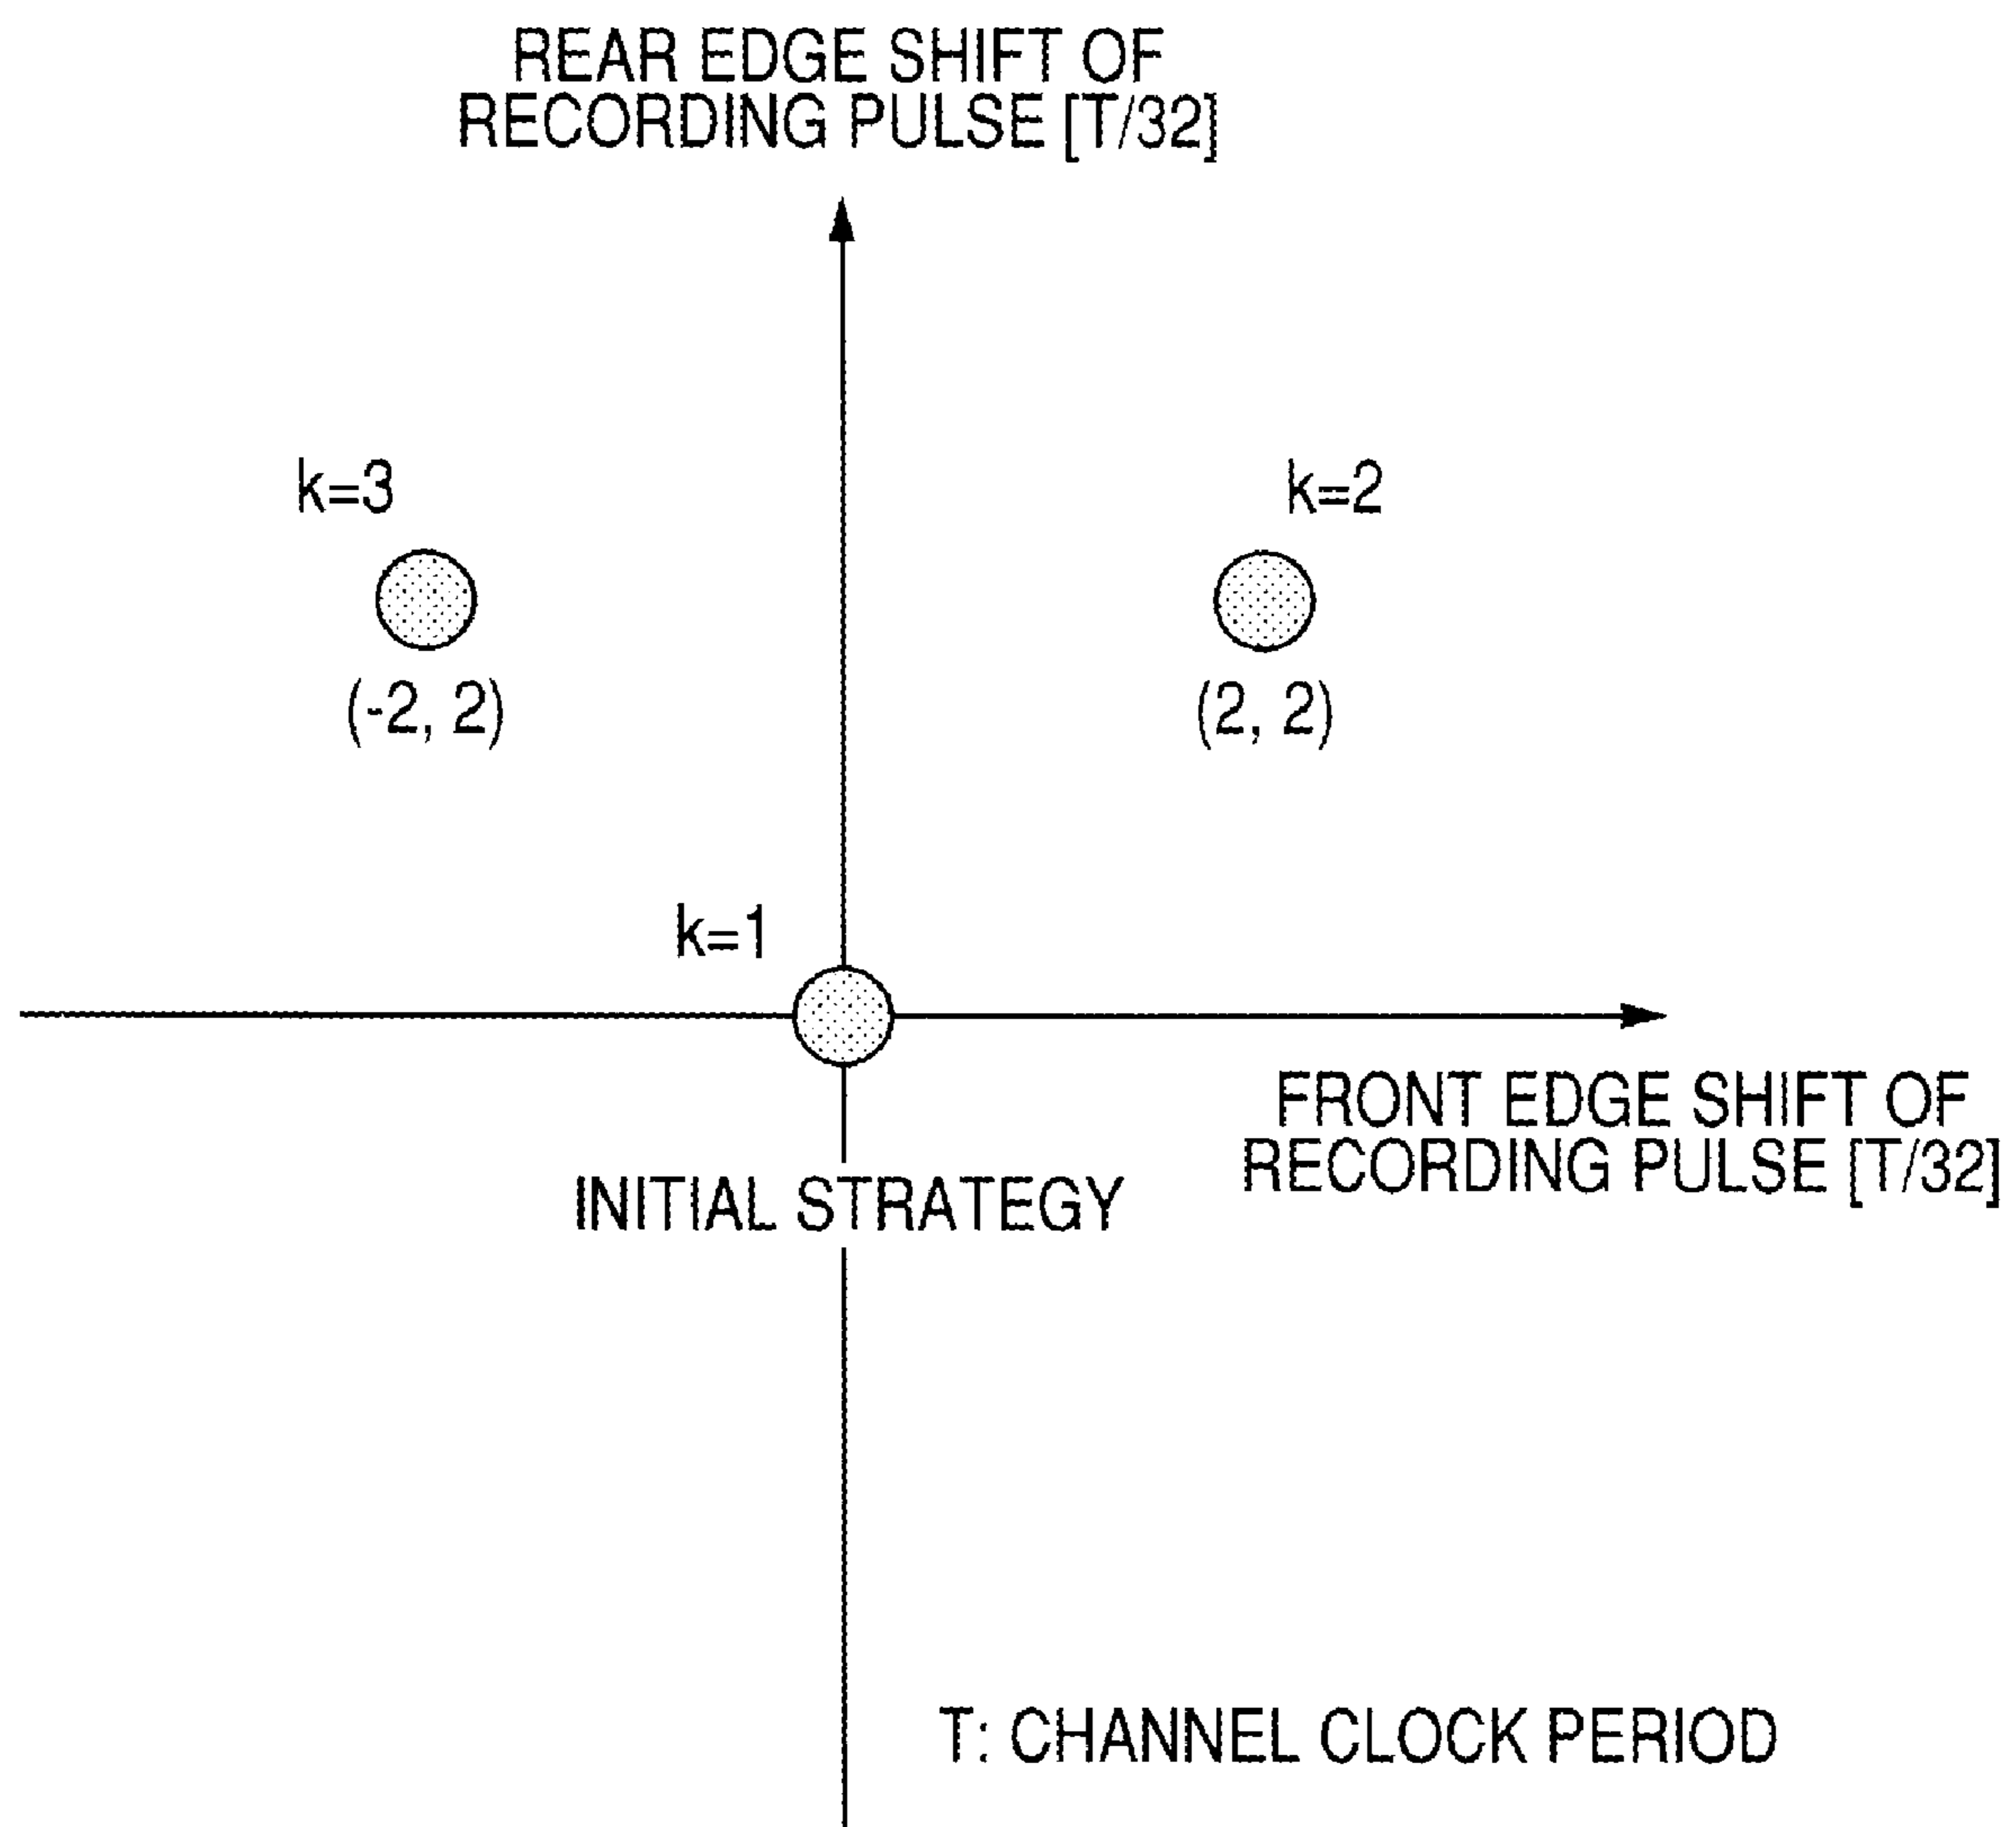 REAR EDGE SHIFT OF
RECORDING PULSE [T/32]
k=3
k=2
(-2, 2)
(2, 2)
k=1
FRONT EDGE SHIFT OF
RECORDING PULSE [T/32]
INITIAL STRATEGY
T: CHANNEL CLOCK PERIOD